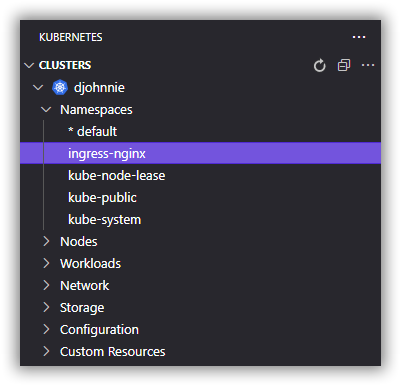 KUBERNETES
CLUSTERS
djohnnie
Namespaces
* default
ingress-nginx
kube-node-lease
kube-public
kube-system
Nodes
Workloads
Network
Storage
Configuration
Custom Resources